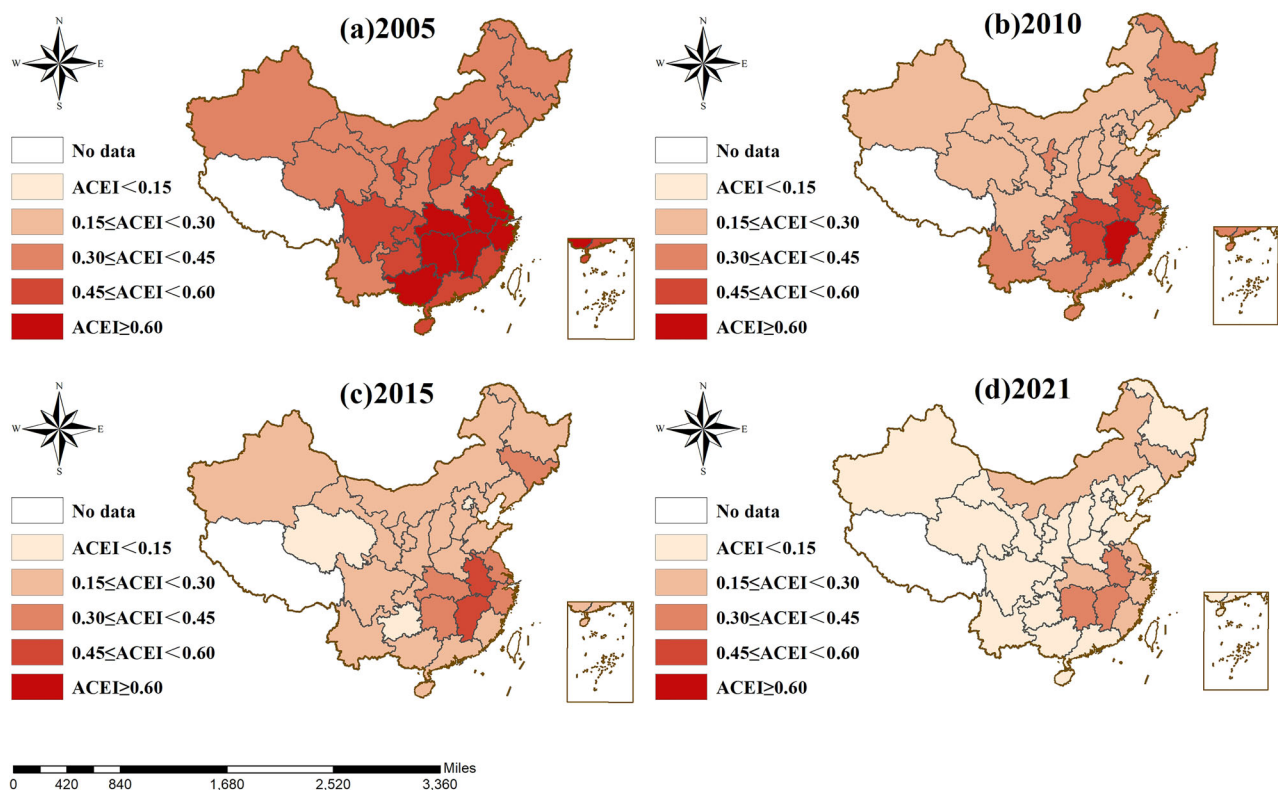 (a)2005
N
W E
S
No data
ACEI<0.15
0.15≤ACEI<0.30
0.30≤ACEI<0.45
0.45≤ACEI<0.60
ACEI≥0.60
(b)2010
N
W E
S
No data
ACEI<0.15
0.15≤ACEI<0.30
0.30≤ACEI<0.45
0.45≤ACEI<0.60
ACEI≥0.60
(c)2015
N
W E
S
No data
ACEI<0.15
0.15≤ACEI<0.30
0.30≤ACEI<0.45
0.45≤ACEI<0.60
ACEI≥0.60
(d)2021
N
W E
S
No data
ACEI<0.15
0.15≤ACEI<0.30
0.30≤ACEI<0.45
0.45≤ACEI<0.60
ACEI≥0.60
Miles
0 420 840 1,680 2,520 3,360